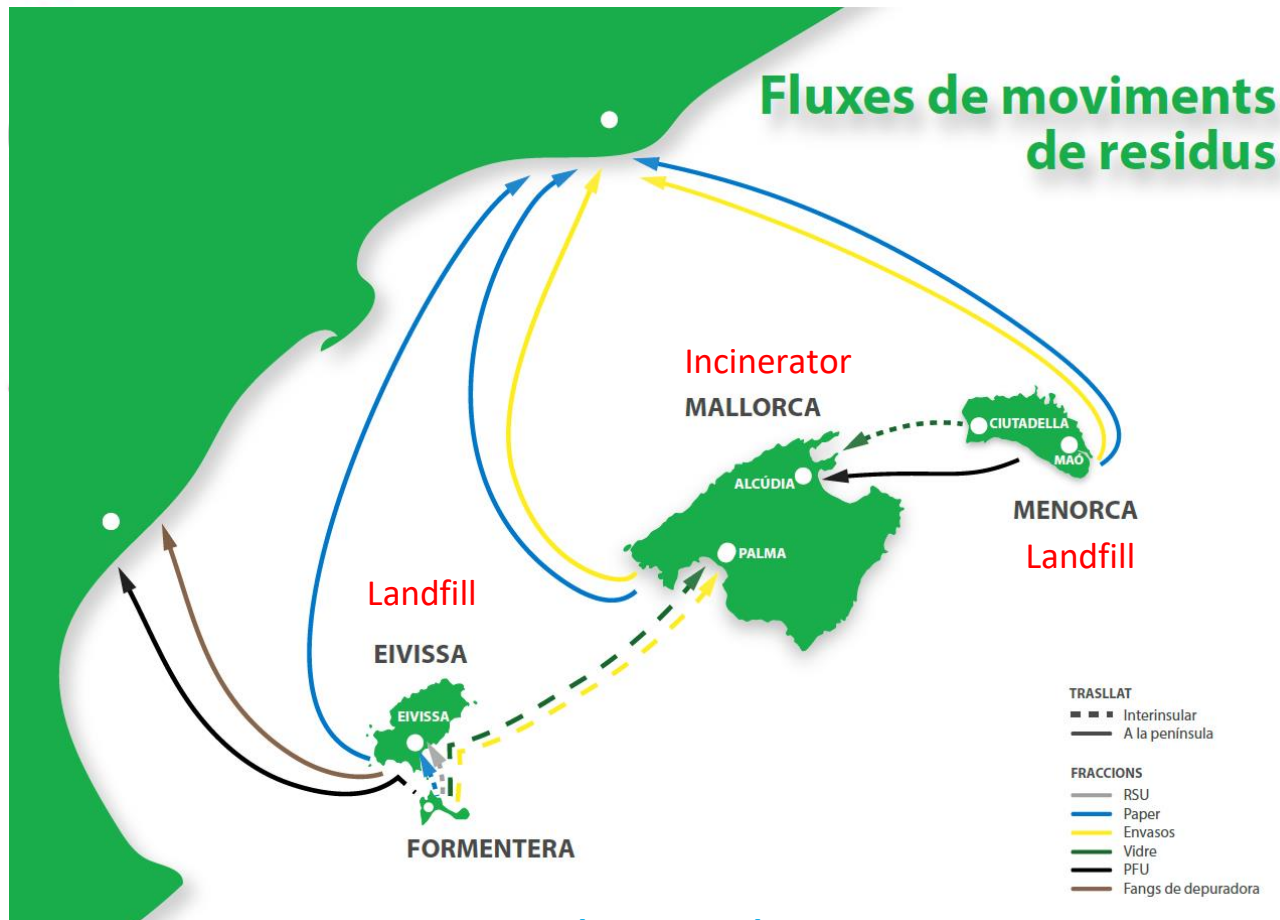 Fluxes de moviments
de residus
Incinerator
MALLORCA
CIUTADELLA
MAÓ
ALCÚDIA
MENORCA
PALMA
Landfill
Landfill
EIVISSA
EIVISSA
FORMENTERA
TRASLLAT
Interinsular
A la península
FRACCIONS
RSU
Paper
Envasos
Vidre
PFU
Fangs de depuradora